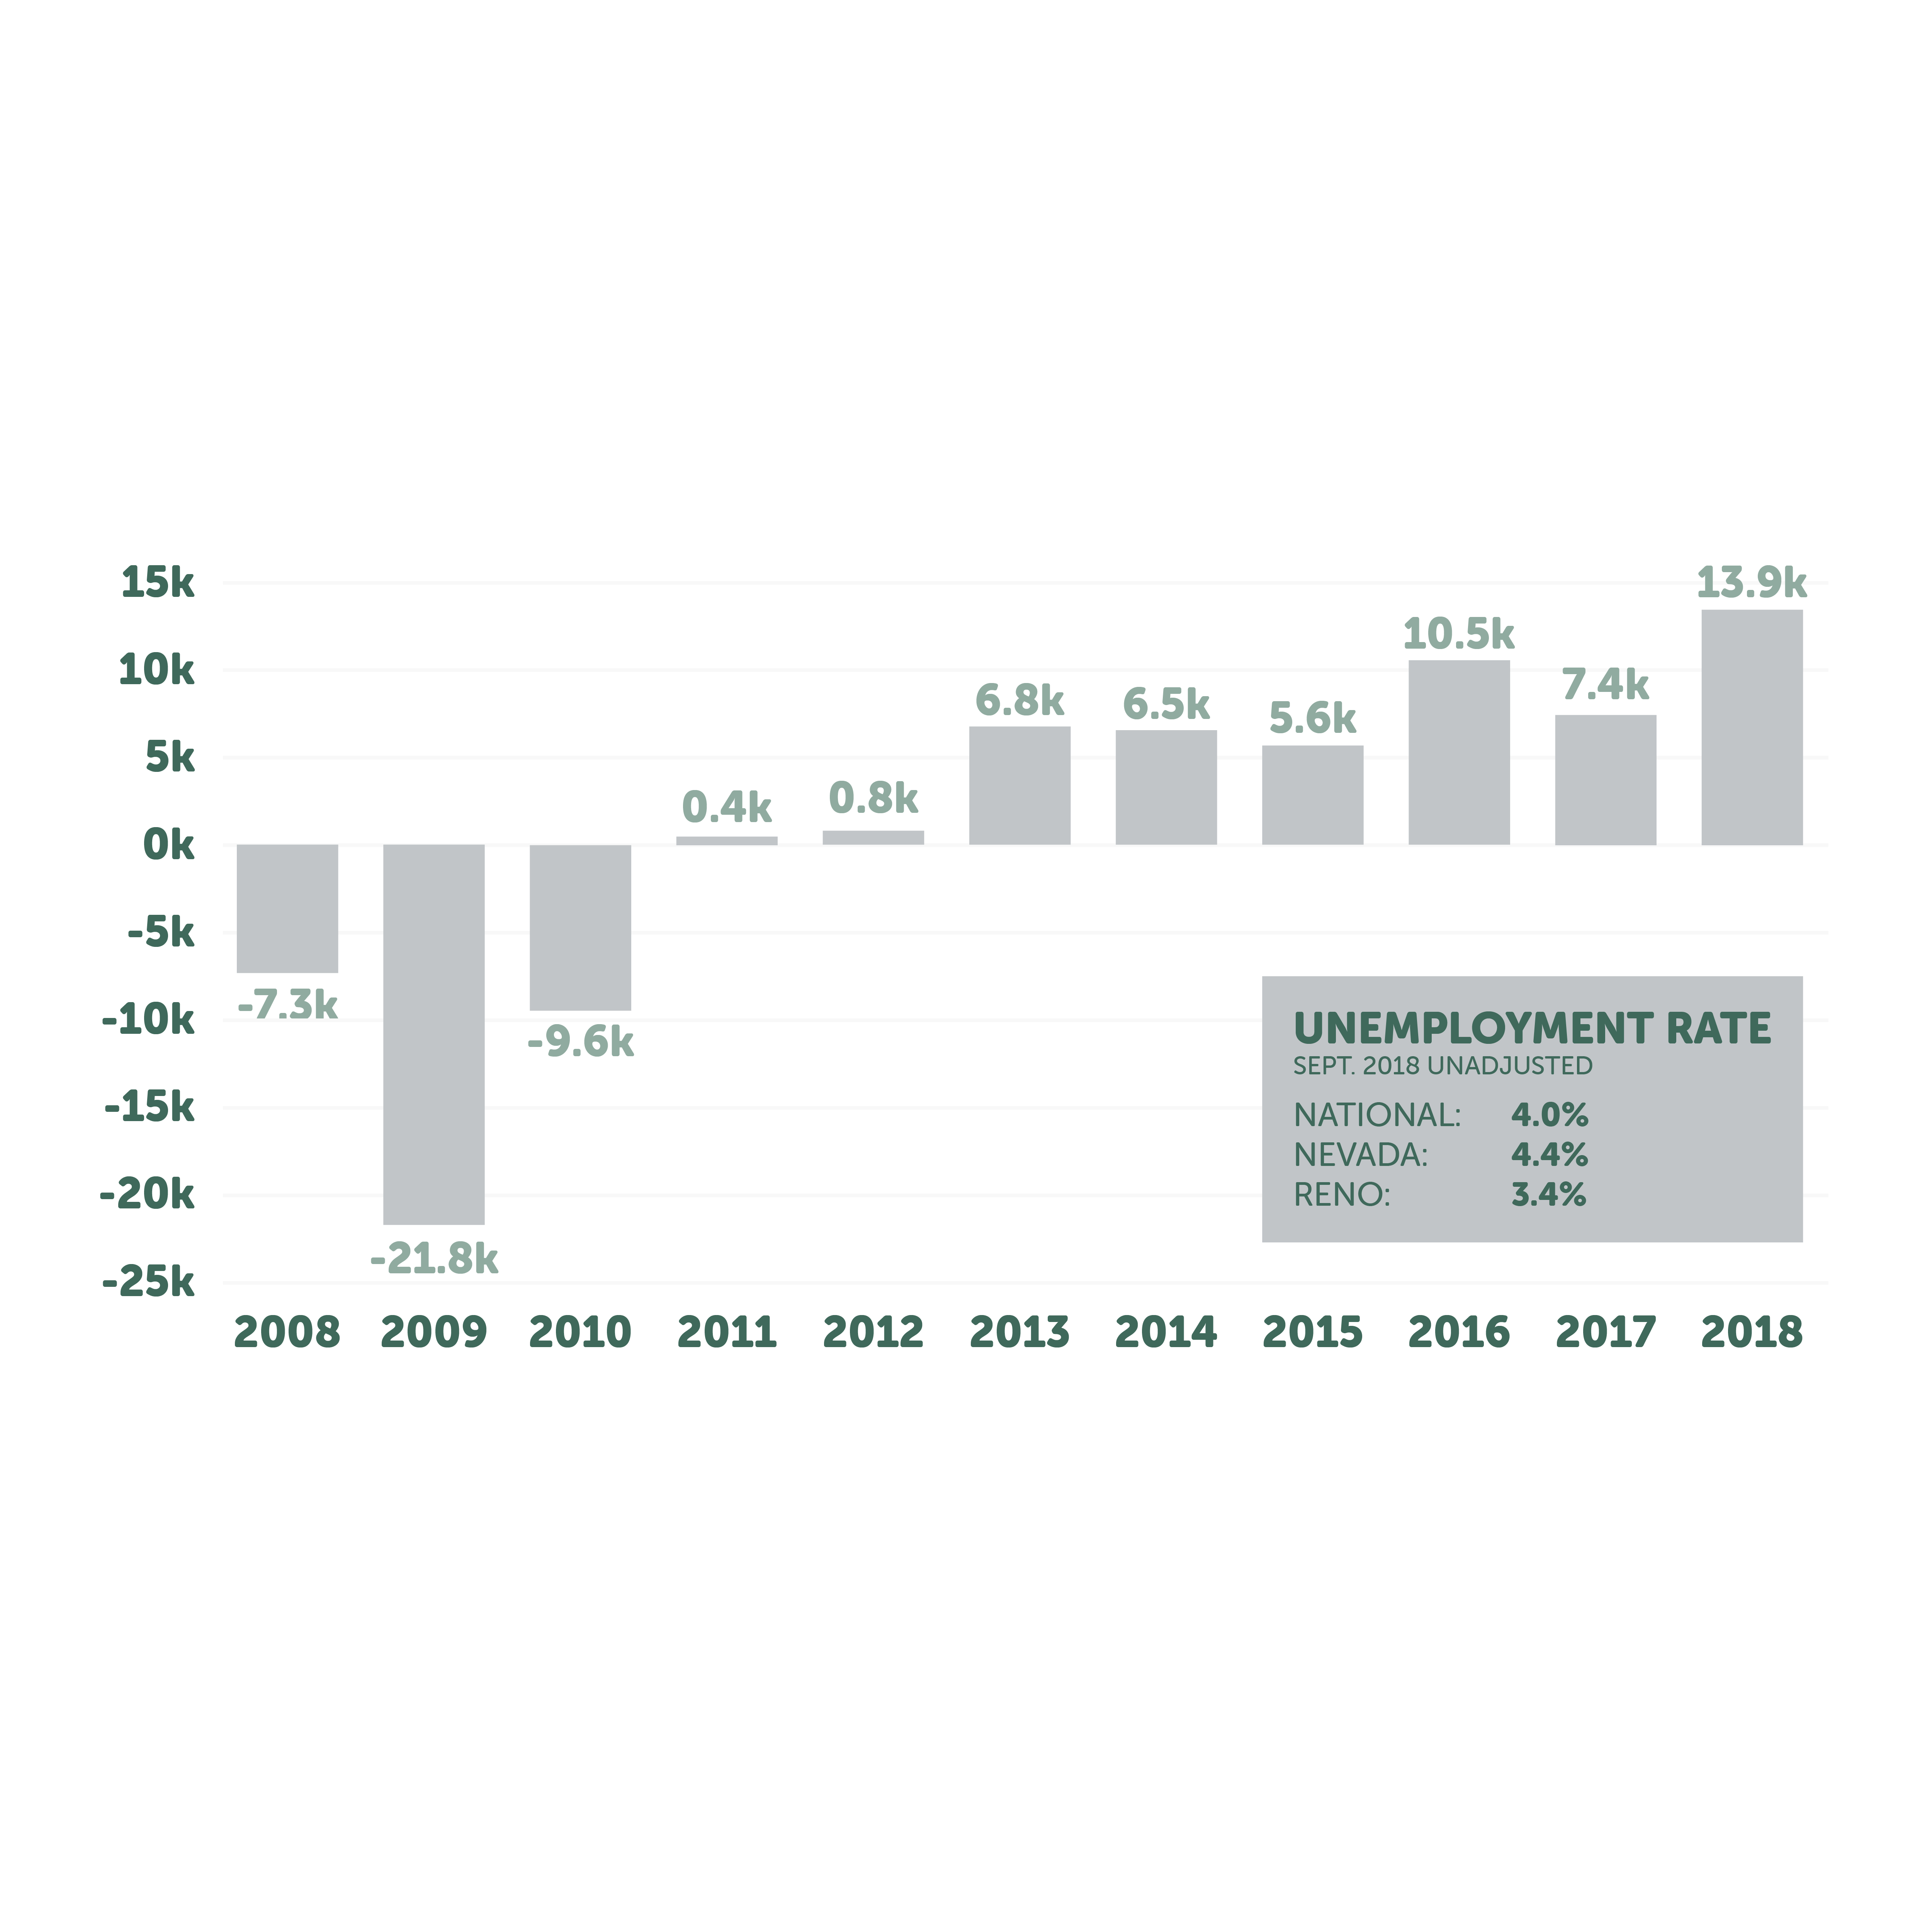 15k
10k
5k
0k
-5k
-10k
-15k
-20k
-25k
-7.3k
-21.8k
-9.6k
0.4k
0.8k
6.8k
6.5k
5.6k
10.5k
7.4k
13.9k
UNEMPLOYMENT RATE
SEPT. 2018 UNADJUSTED
NATIONAL: 4.0%
NEVADA: 4.4%
RENO: 3.4%
2008 2009 2010 2011 2012 2013 2014 2015 2016 2017 2018